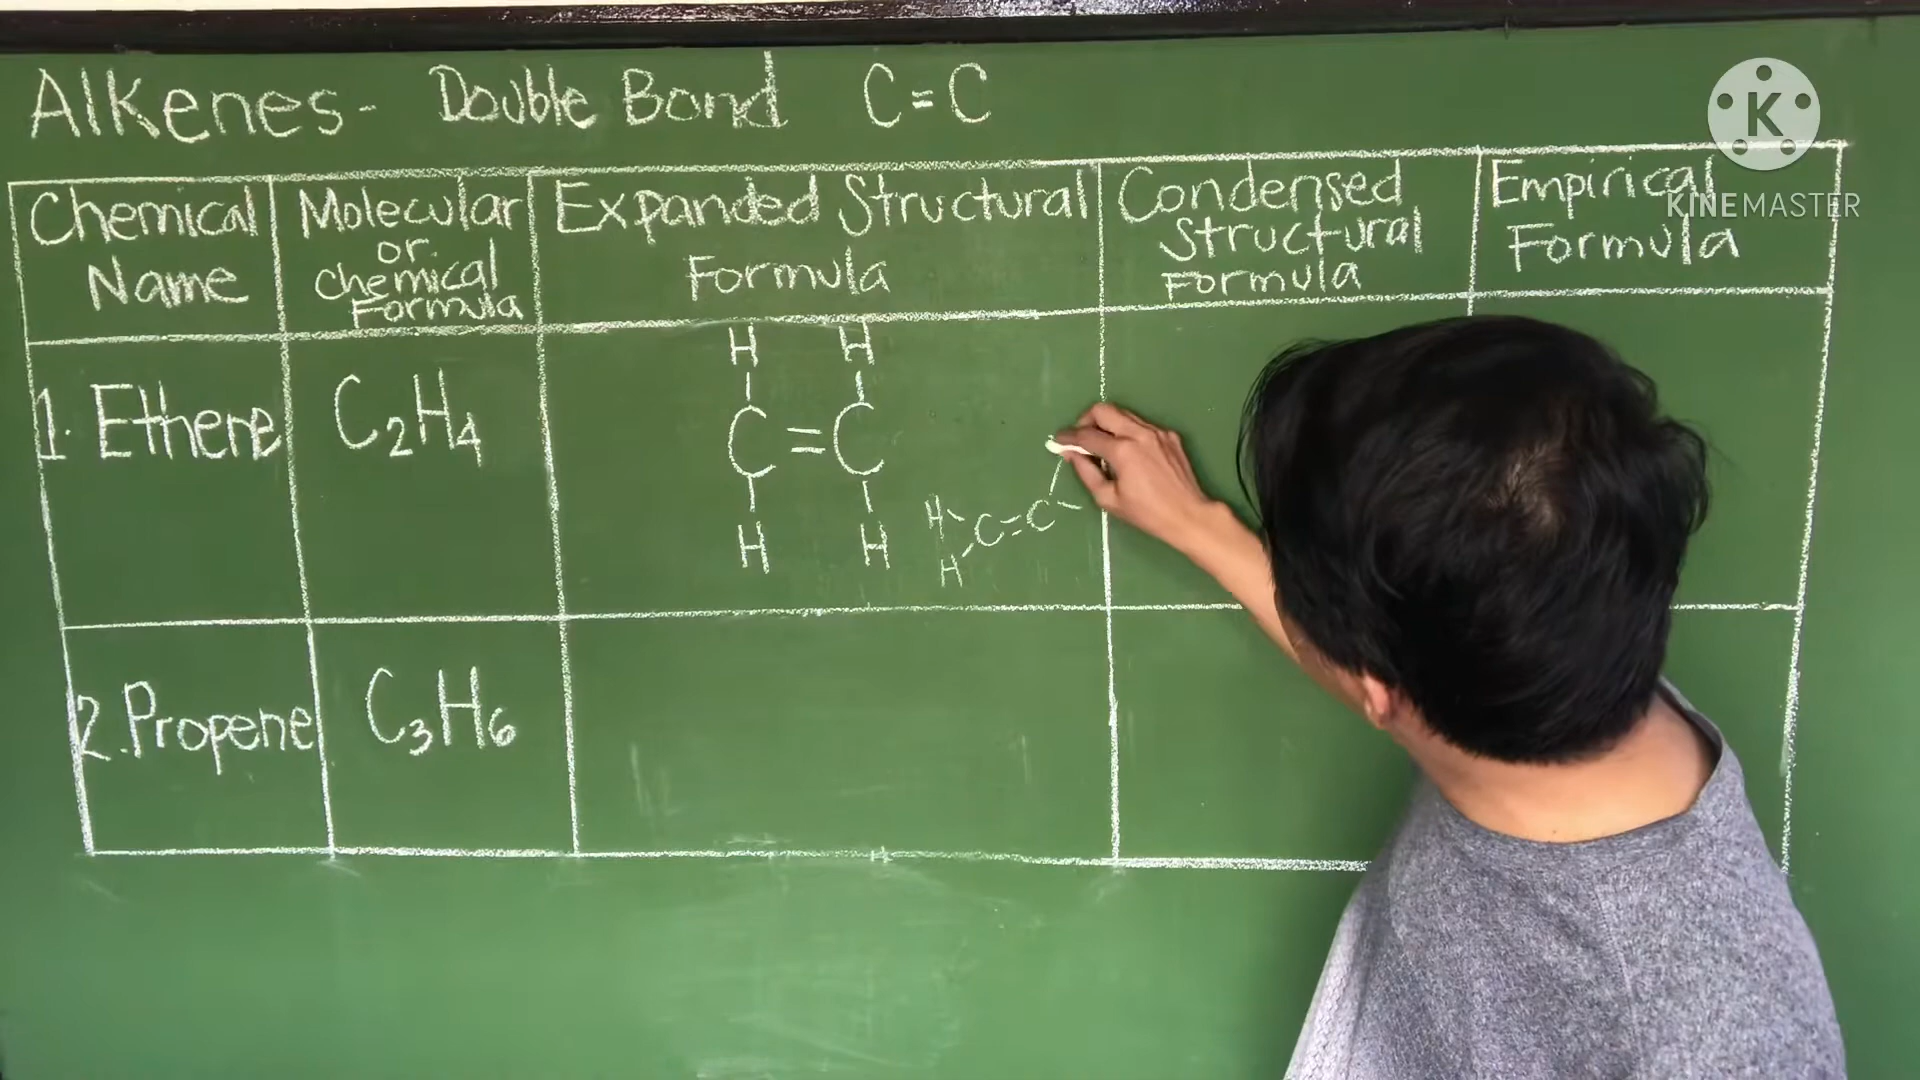 Alkenes- Double Bond C=C
K
KINEMASTER
Chemical
Name
Molecular
or
chemical
Formula
Expanded Structural
Formula
Condensed
Structural
Formula
Empirical
Formula
1. Ethene
C₂H₄
H H
C=C
H H
H C=C
H
2. Propene
C₃H₆